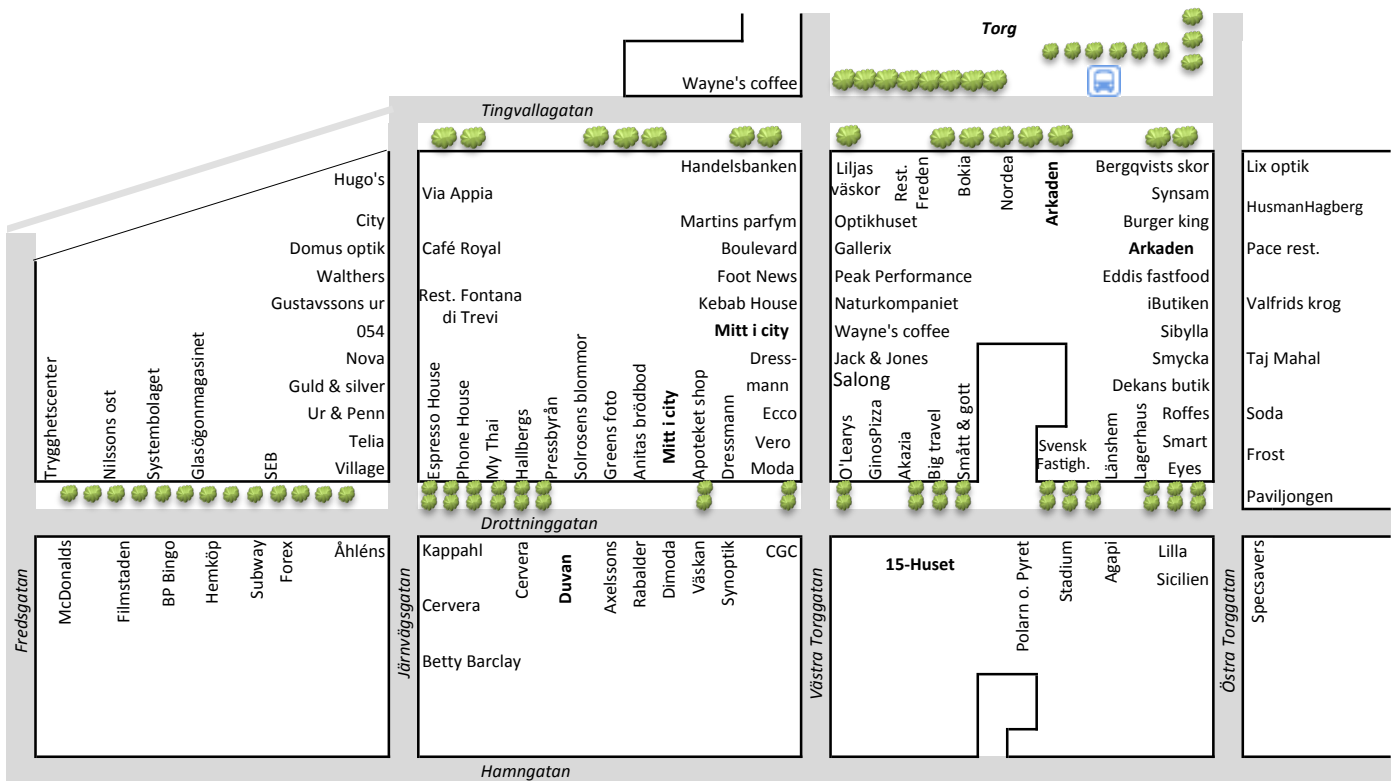 Torg
Wayne's coffee
Tingvallagatan
Hugo's
City
Domus optik
Walthers
Gustavssons ur
054
Nova
Guld & silver
Ur & Penn
Telia
Village
Trygghetscenter
Nilssons ost
Systembolaget
Glasögonmagasinet
SEB
Via Appia
Café Royal
Rest. Fontana
di Trevi
Handelsbanken
Martins parfym
Boulevard
Foot News
Kebab House
Mitt i city
Dress-
mann
Ecco
Vero
Moda
Espresso House
Phone House
My Thai
Hallbergs
Pressbyrån
Solrosens blommor
Greens foto
Anitas brödbod
Mitt i city
Apoteket shop
Dressmann
Liljas
väskor
Rest.
Freden
Bokia
Nordea
Arkaden
Optikhuset
Gallerix
Peak Performance
Naturkompaniet
Wayne's coffee
Jack & Jones
Salong
O'Learys
GinosPizza
Akazia
Big travel
Smått & gott
Bergqvists skor
Synsam
Burger king
Arkaden
Eddis fastfood
iButiken
Sibylla
Smycka
Dekans butik
Roffes
Smart
Eyes
Svensk
Fastigh.
Länshem
Lagerhaus
Lix optik
HusmanHagberg
Pace rest.
Valfrids krog
Taj Mahal
Soda
Frost
Paviljongen
Drottninggatan
Fredsgatan
McDonalds
Filmstaden
BP Bingo
Hemköp
Subway
Forex
Åhléns
Järnvägsgatan
Kappahl
Cervera
Betty Barclay
Cervera
Duvan
Axelssons
Rabalder
Dimoda
Väskan
Synoptik
CGC
Västra Torggatan
15-Huset
Polarn o. Pyret
Stadium
Agapi
Lilla
Sicilien
Östra Torggatan
Specsavers
Hamngatan